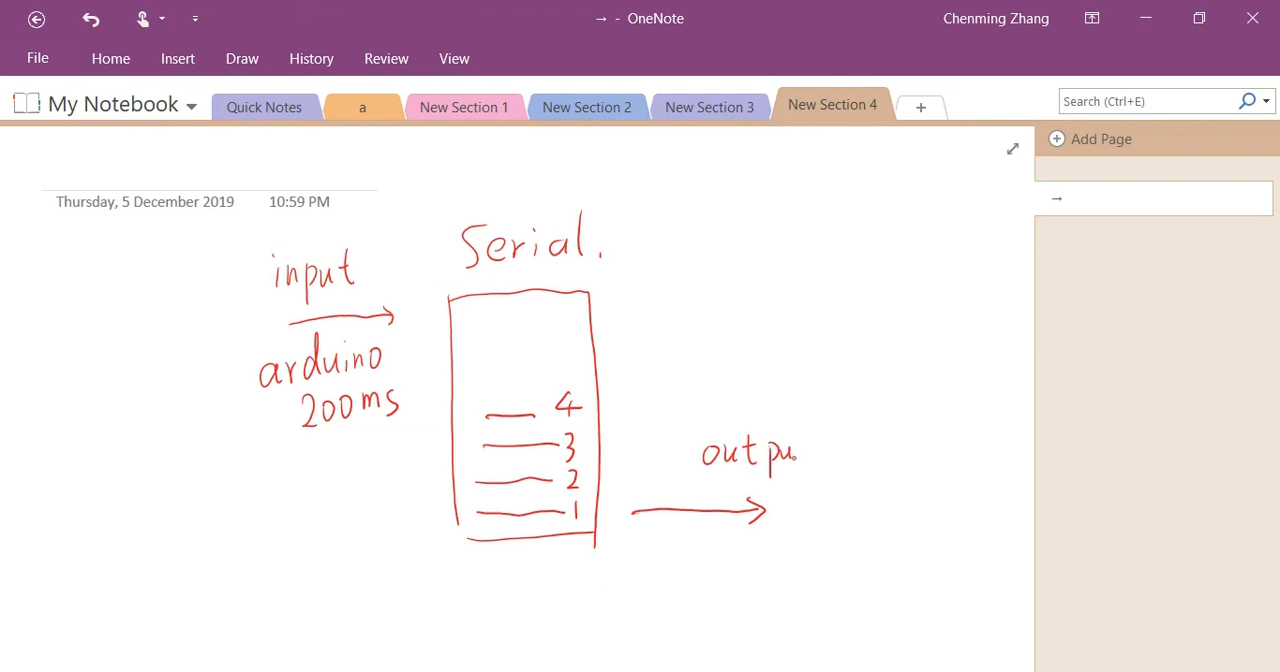 → - OneNote
Chenming Zhang
File Home Insert Draw History Review View
My Notebook
Quick Notes
a
New Section 1
New Section 2
New Section 3
New Section 4
+
Search (Ctrl+E)
Add Page
→
Thursday, 5 December 2019 10:59 PM
Serial.
input
arduino
200ms
4
3
2
1
outpu